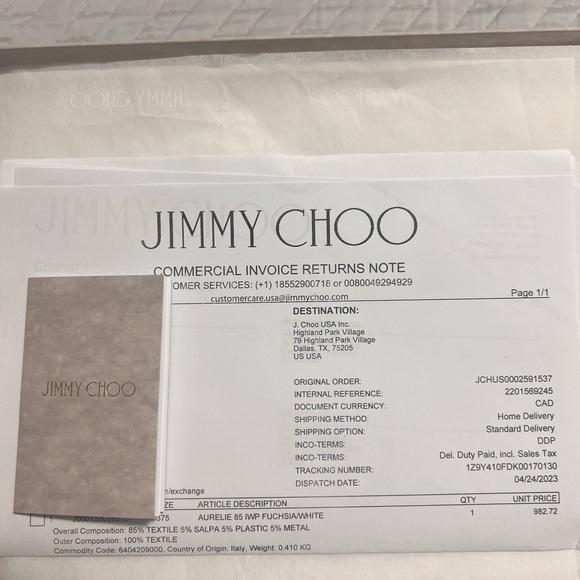 JIMMY CHOO
COMMERCIAL INVOICE RETURNS NOTE
OMER SERVICES: (+1) 18552900718 or 0080049294929
customercare.usa@jimmychoo.com
Page 1/1
DESTINATION:
J. Choo USA Inc.
Highland Park Village
79 Highland Park Village
Dallas, TX, 75205
US USA
JIMMY CHOO
ORIGINAL ORDER: JCHUS0002591537
INTERNAL REFERENCE: 2201569245
DOCUMENT CURRENCY: CAD
SHIPPING METHOD: Home Delivery
SHIPPING OPTION: Standard Delivery
INCO-TERMS: DDP
INCO-TERMS: Del. Duty Paid, incl. Sales Tax
TRACKING NUMBER: 1Z9Y410FDK00170130
DISPATCH DATE: 04/24/2023
/exchange
ZE ARTICLE DESCRIPTION QTY UNIT PRICE
375 AURELIE 85 IWP FUCHSIA/WHITE 1 982.72
Overall Composition: 85% TEXTILE 5% SALPA 5% PLASTIC 5% METAL
Outer Composition: 100% TEXTILE
Commodity Code: 6404209000, Country of Origin: Italy, Weight: 0.410 KG